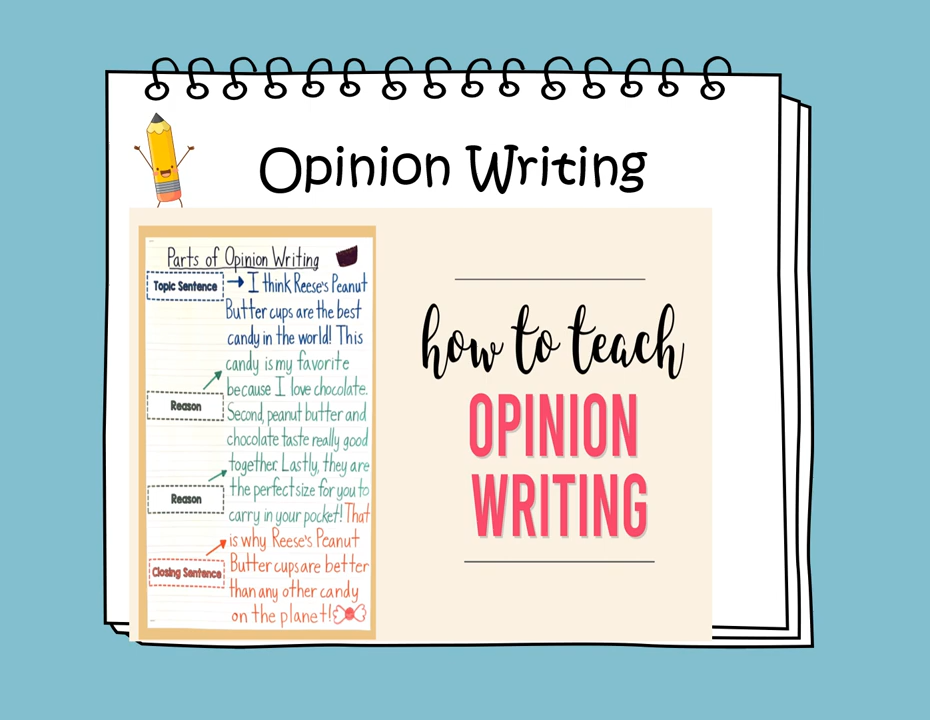 Opinion Writing
Parts of Opinion Writing
Topic Sentence
I think Reese's Peanut
Butter cups are the best
candy in the world! This
candy is my favorite
because I love chocolate.
Reason
Second, peanut butter and
chocolate taste really good
together. Lastly, they are
the perfect size for you to
Reason
carry in your pocket! That
is why Reese's Peanut
Butter cups are better
Closing Sentence
than any other candy
on the planet!
how to teach
OPINION
WRITING